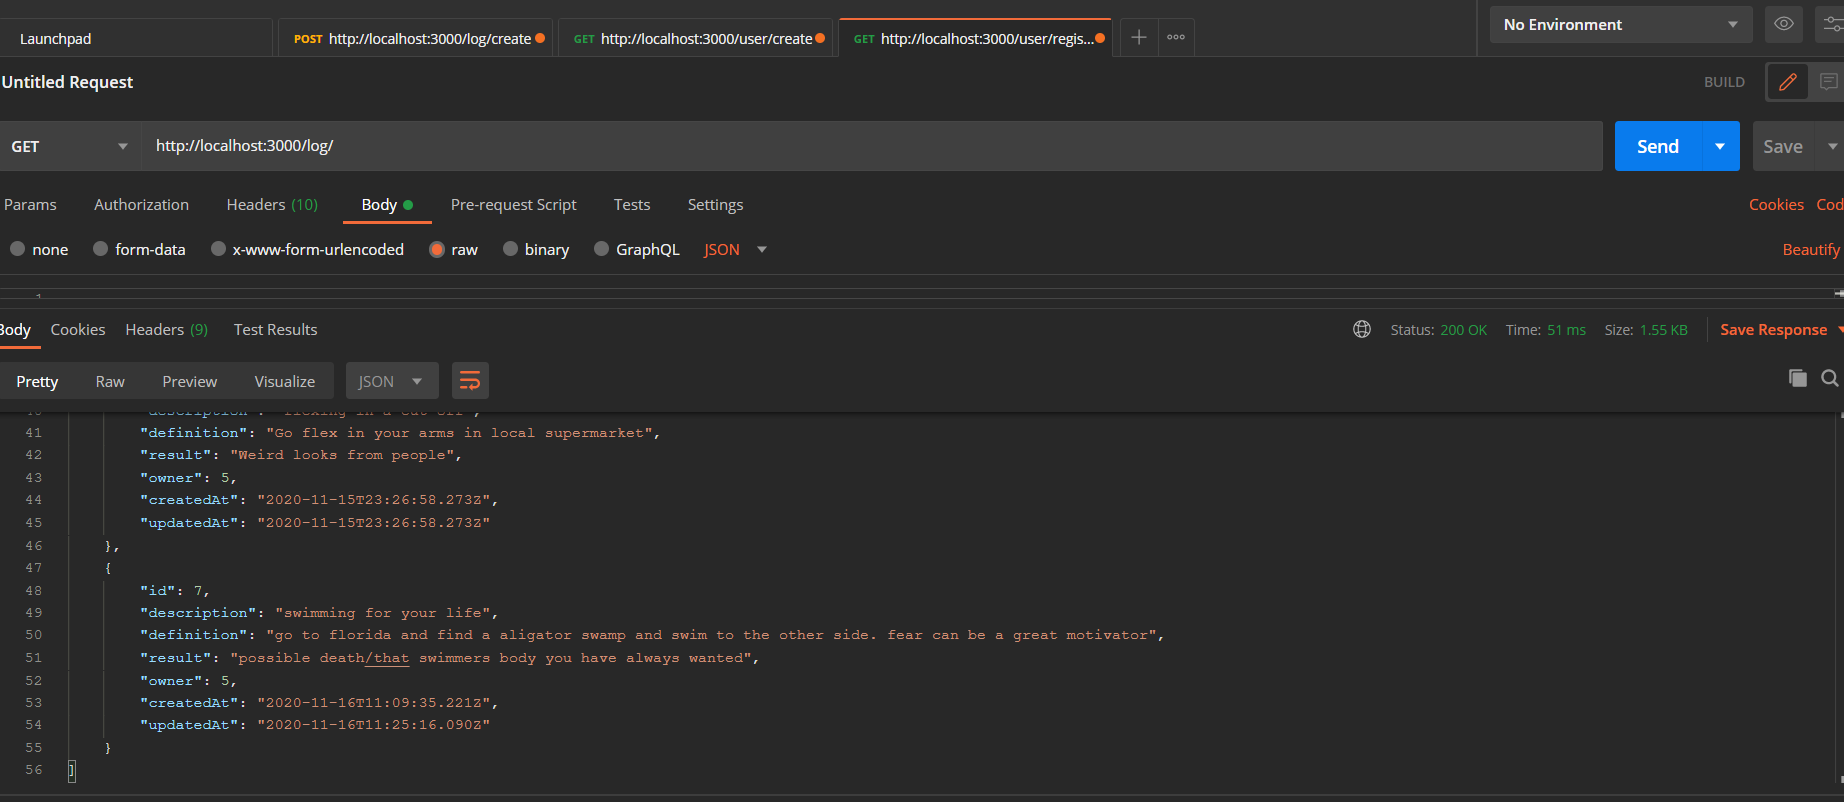 Launchpad POST http://localhost:3000/log/create GET http://localhost:3000/user/create GET http://localhost:3000/user/regis... No Environment
Untitled Request BUILD
GET http://localhost:3000/log/ Send Save
Params Authorization Headers (10) Body Pre-request Script Tests Settings Cookies Cod
none form-data x-www-form-urlencoded raw binary GraphQL JSON Beautify
1
Body Cookies Headers (9) Test Results Status: 200 OK Time: 51 ms Size: 1.55 KB Save Response
Pretty Raw Preview Visualize JSON
40 "description": "flexing in a cut off",
41 "definition": "Go flex in your arms in local supermarket",
42 "result": "Weird looks from people",
43 "owner": 5,
44 "createdAt": "2020-11-15T23:26:58.273Z",
45 "updatedAt": "2020-11-15T23:26:58.273Z"
46 },
47 {
48 "id": 7,
49 "description": "swimming for your life",
50 "definition": "go to florida and find a aligator swamp and swim to the other side. fear can be a great motivator",
51 "result": "possible death/that swimmers body you have always wanted",
52 "owner": 5,
53 "createdAt": "2020-11-16T11:09:35.221Z",
54 "updatedAt": "2020-11-16T11:25:16.090Z"
55 }
56 ]